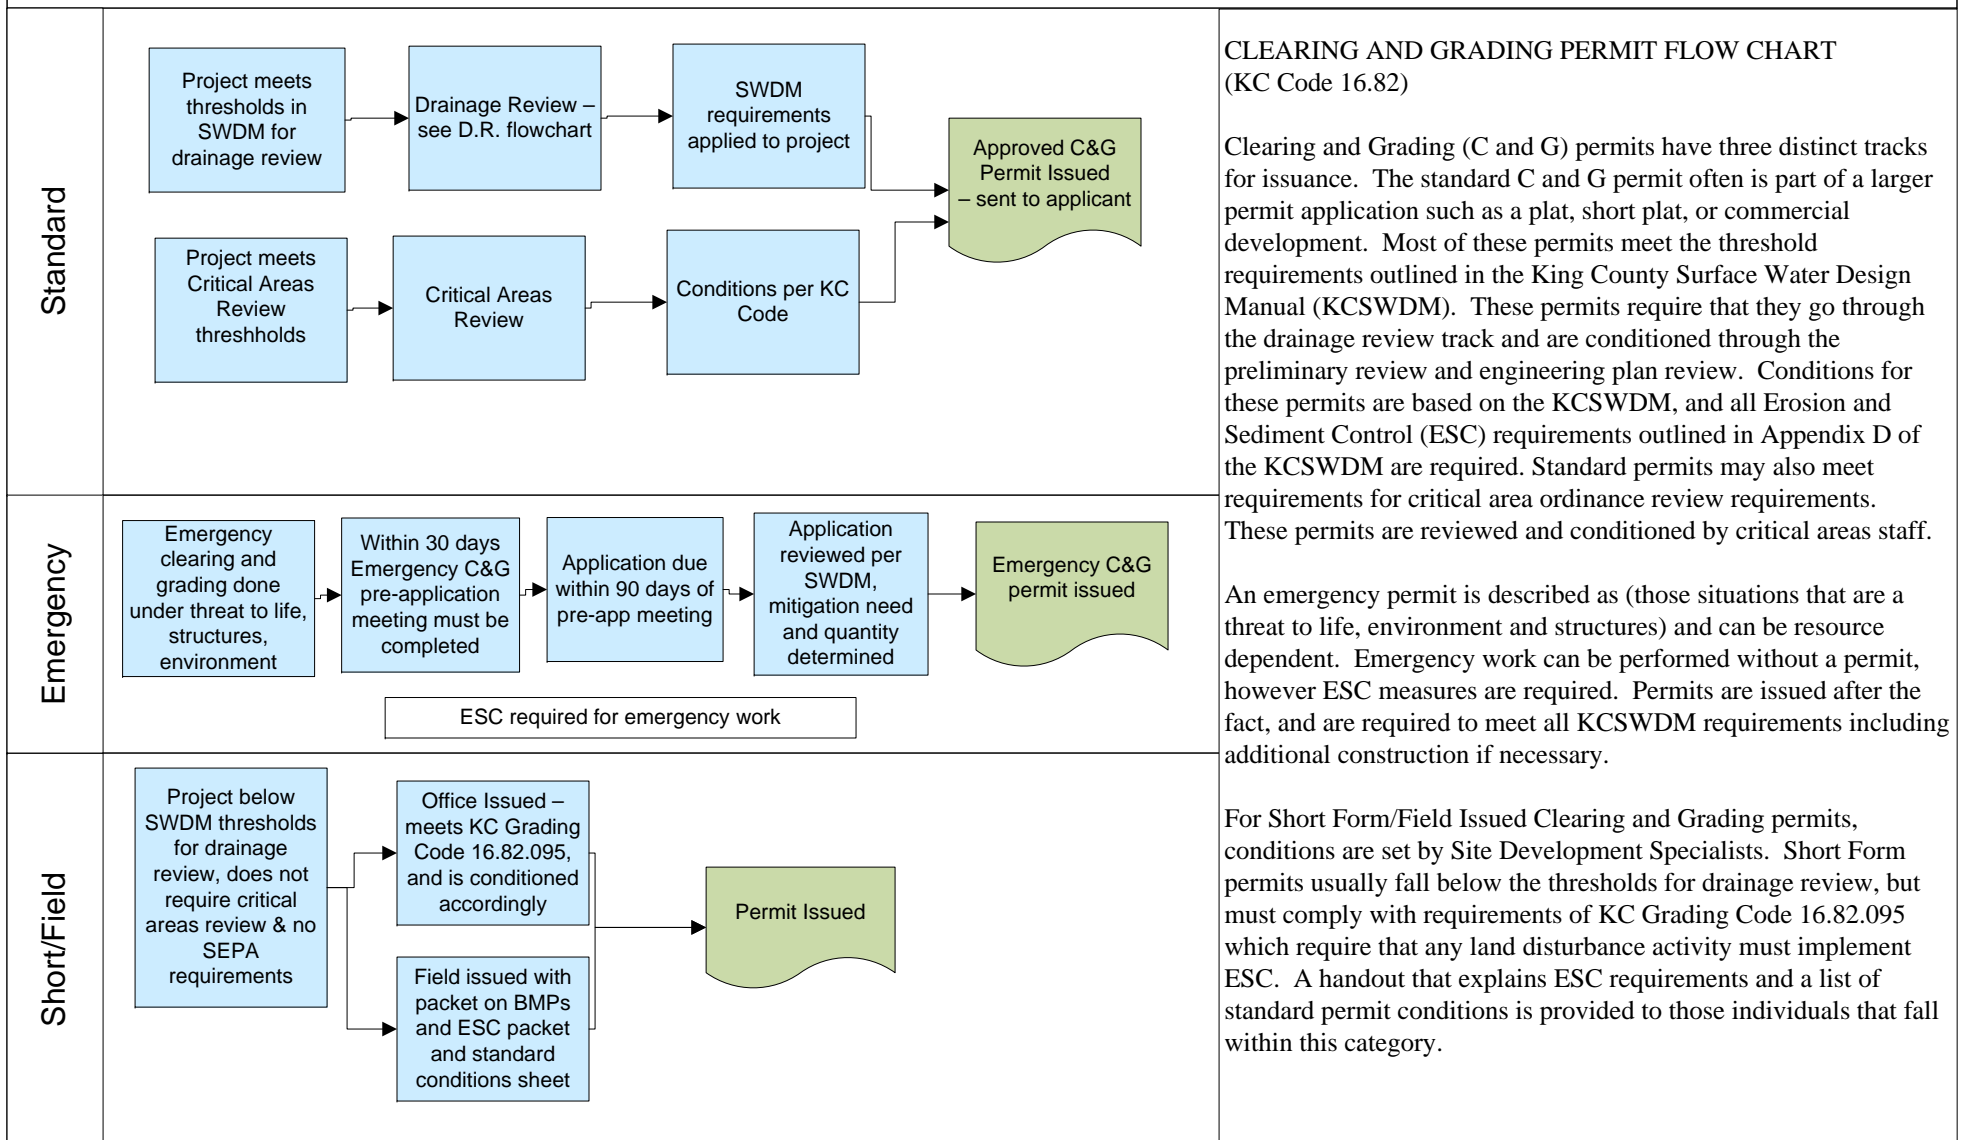 Standard
Project meets
thresholds in
SWDM for
drainage review
Drainage Review –
see D.R. flowchart
SWDM
requirements
applied to project
Approved C&G
Permit Issued
– sent to applicant
Project meets
Critical Areas
Review
threshholds
Critical Areas
Review
Conditions per KC
Code
Emergency
Emergency
clearing and
grading done
under threat to life,
structures,
environment
Within 30 days
Emergency C&G
pre-application
meeting must be
completed
Application due
within 90 days of
pre-app meeting
Application
reviewed per
SWDM,
mitigation need
and quantity
determined
Emergency C&G
permit issued
ESC required for emergency work
Short/Field
Project below
SWDM thresholds
for drainage
review, does not
require critical
areas review & no
SEPA
requirements
Office Issued –
meets KC Grading
Code 16.82.095,
and is conditioned
accordingly
Field issued with
packet on BMPs
and ESC packet
and standard
conditions sheet
Permit Issued
CLEARING AND GRADING PERMIT FLOW CHART
(KC Code 16.82)
Clearing and Grading (C and G) permits have three distinct tracks
for issuance.  The standard C and G permit often is part of a larger
permit application such as a plat, short plat, or commercial
development.  Most of these permits meet the threshold
requirements outlined in the King County Surface Water Design
Manual (KCSWDM).  These permits require that they go through
the drainage review track and are conditioned through the
preliminary review and engineering plan review.  Conditions for
these permits are based on the KCSWDM, and all Erosion and
Sediment Control (ESC) requirements outlined in Appendix D of
the KCSWDM are required. Standard permits may also meet
requirements for critical area ordinance review requirements.
These permits are reviewed and conditioned by critical areas staff.
An emergency permit is described as (those situations that are a
threat to life, environment and structures) and can be resource
dependent.  Emergency work can be performed without a permit,
however ESC measures are required.  Permits are issued after the
fact, and are required to meet all KCSWDM requirements including
additional construction if necessary.
For Short Form/Field Issued Clearing and Grading permits,
conditions are set by Site Development Specialists.  Short Form
permits usually fall below the thresholds for drainage review, but
must comply with requirements of KC Grading Code 16.82.095
which require that any land disturbance activity must implement
ESC.  A handout that explains ESC requirements and a list of
standard permit conditions is provided to those individuals that fall
within this category.